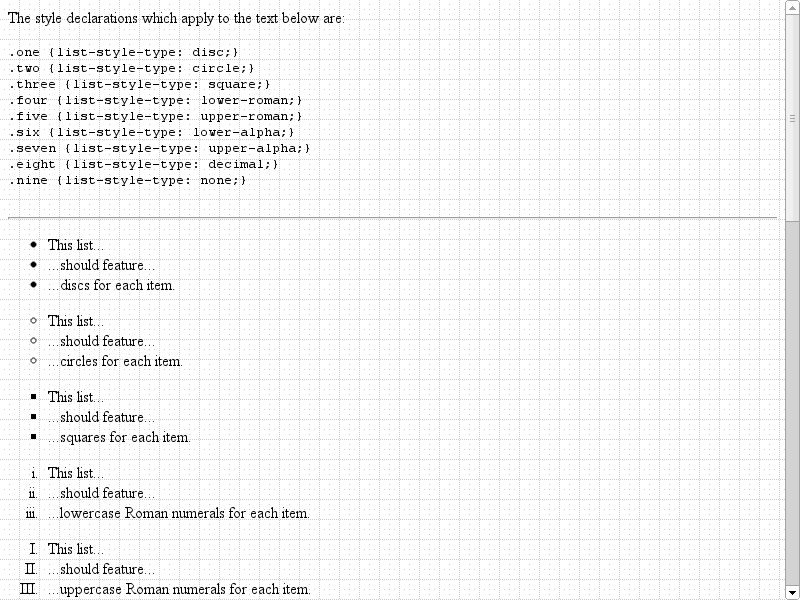 The style declarations which apply to the text below are:
.one {list-style-type: disc;}
.two {list-style-type: circle;}
.three {list-style-type: square;}
.four {list-style-type: lower-roman;}
.five {list-style-type: upper-roman;}
.six {list-style-type: lower-alpha;}
.seven {list-style-type: upper-alpha;}
.eight {list-style-type: decimal;}
.nine {list-style-type: none;}
• This list...
• ...should feature...
• ...discs for each item.
○ This list...
○ ...should feature...
○ ...circles for each item.
▪ This list...
▪ ...should feature...
▪ ...squares for each item.
i. This list...
ii. ...should feature...
iii. ...lowercase Roman numerals for each item.
I. This list...
II. ...should feature...
III. ...uppercase Roman numerals for each item.